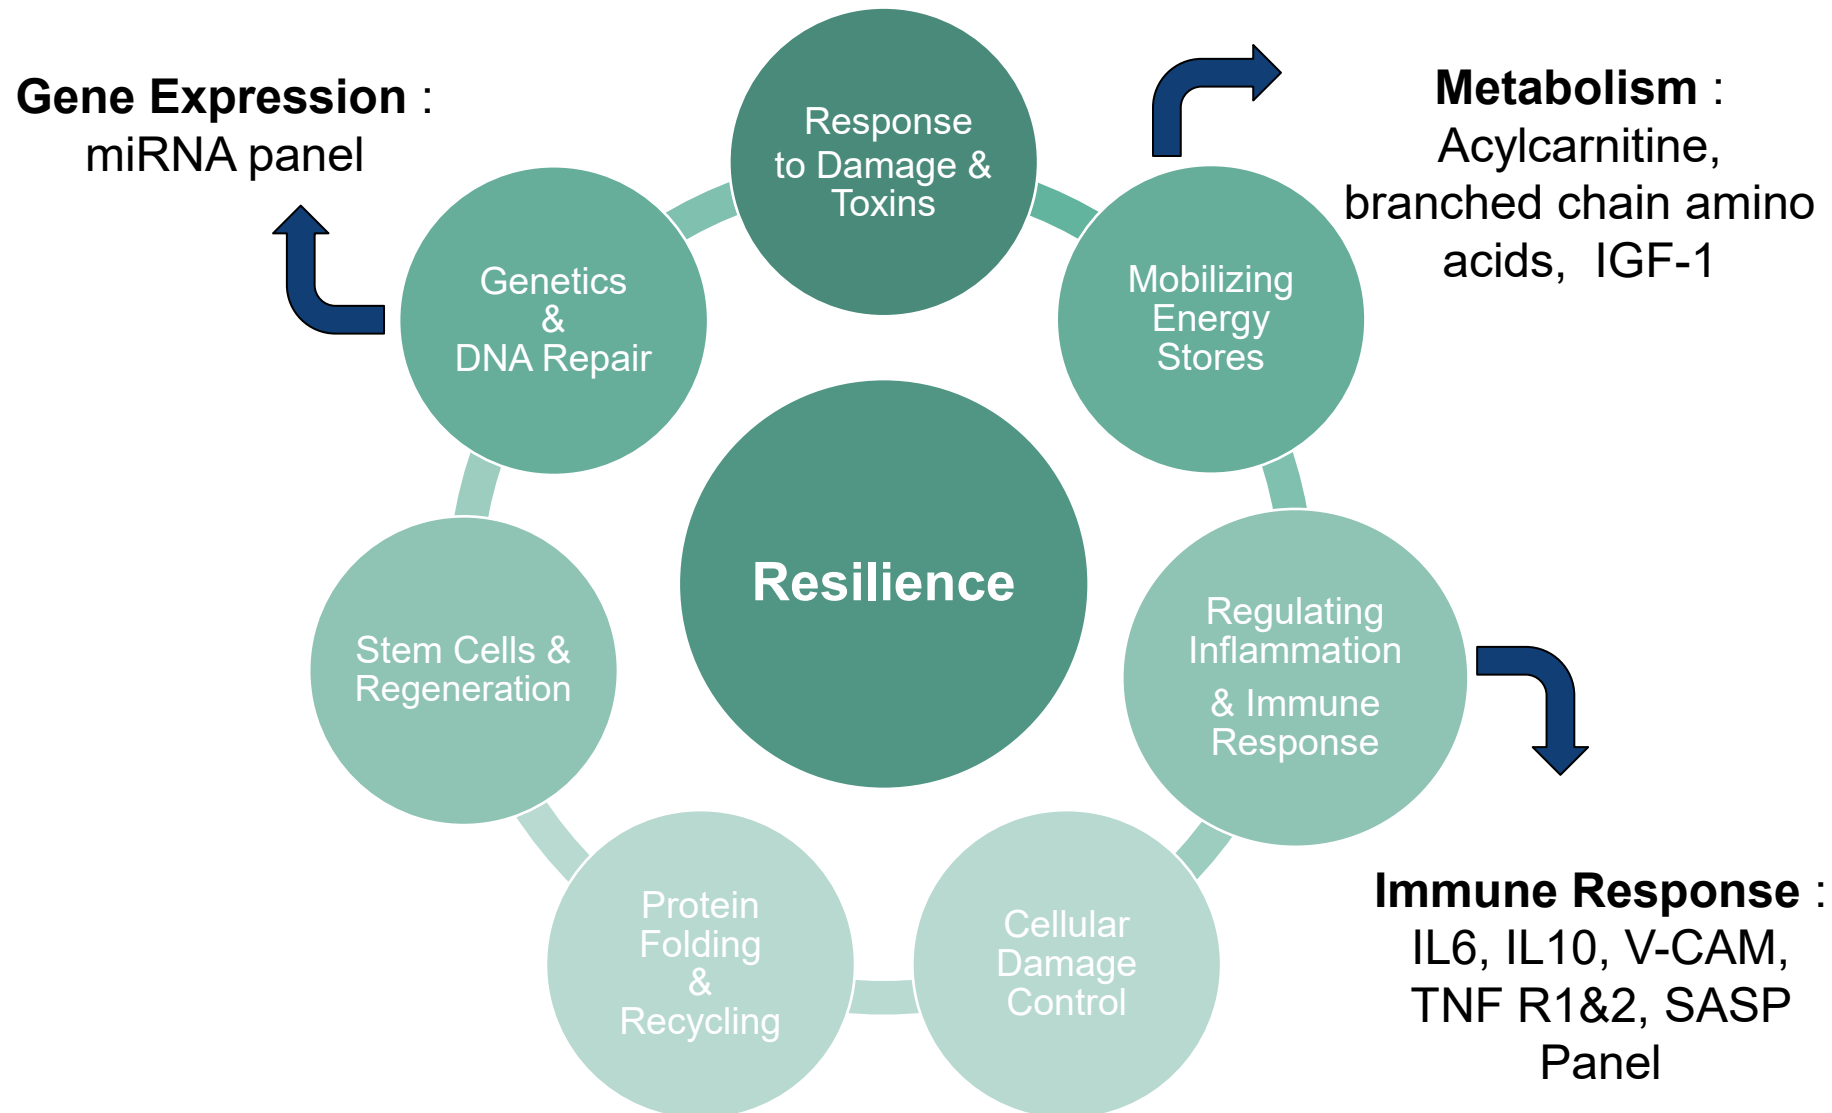 Gene Expression :
miRNA panel
Response
to Damage &
Toxins
Metabolism :
Acylcarnitine,
branched chain amino
acids, IGF-1
Genetics
&
DNA Repair
Mobilizing
Energy
Stores
Resilience
Stem Cells &
Regeneration
Regulating
Inflammation
& Immune
Response
Protein
Folding
&
Recycling
Cellular
Damage
Control
Immune Response :
IL6, IL10, V-CAM,
TNF R1&2, SASP
Panel